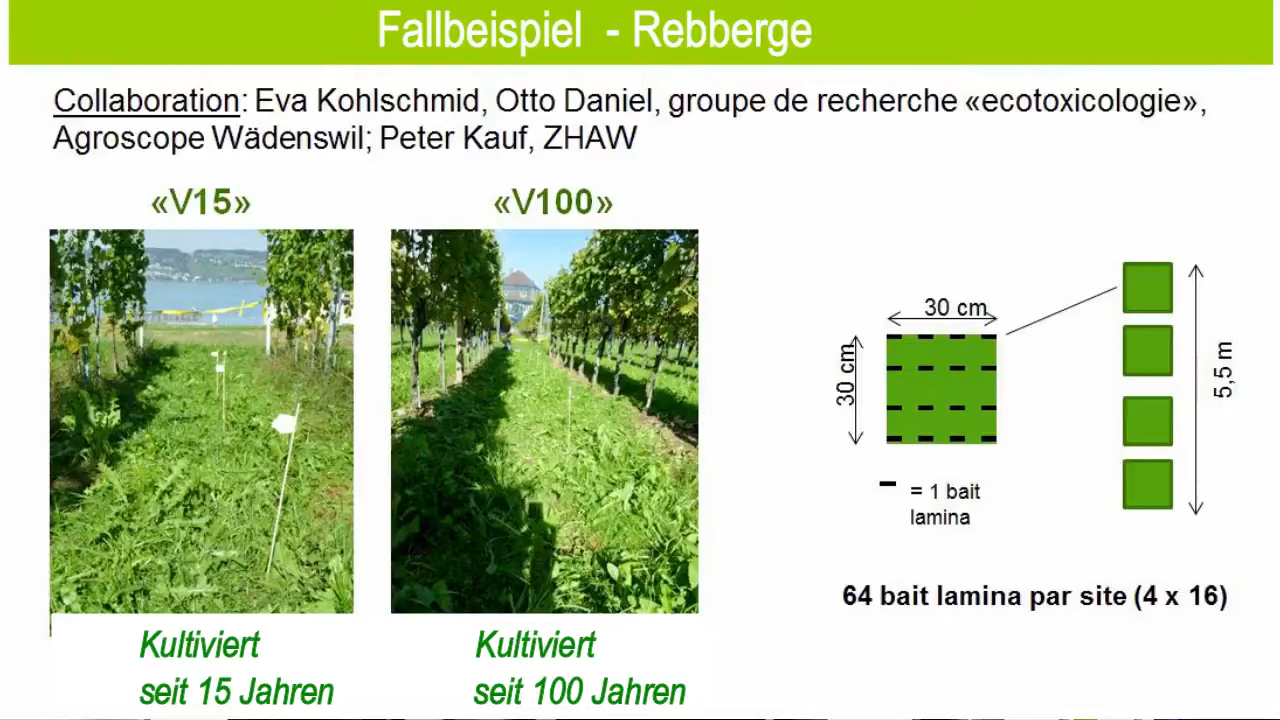 Fallbeispiel - Rebberge
Collaboration: Eva Kohlschmid, Otto Daniel, groupe de recherche «ecotoxicologie»,
Agroscope Wädenswil; Peter Kauf, ZHAW
«V15»
«V100»
30 cm
30 cm
5,5 m
= 1 bait
lamina
64 bait lamina par site (4 x 16)
Kultiviert
seit 15 Jahren
Kultiviert
seit 100 Jahren